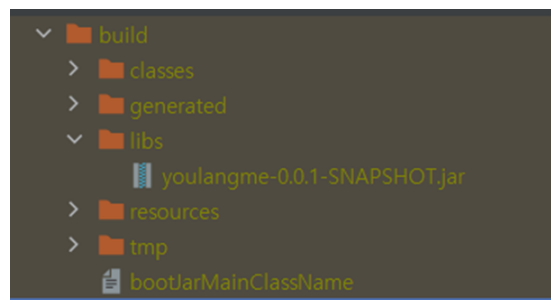 build
classes
generated
libs
youlangme-0.0.1-SNAPSHOT.jar
resources
tmp
bootJarMainClassName